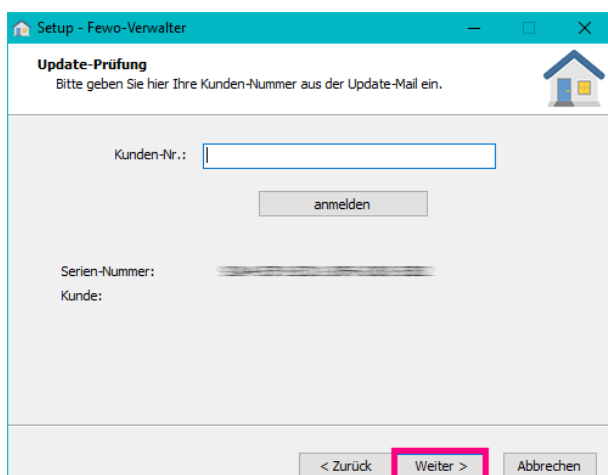 Setup - Fewo-Verwalter
Update-Prüfung
Bitte geben Sie hier Ihre Kunden-Nummer aus der Update-Mail ein.
Kunden-Nr.:
anmelden
Serien-Nummer:
Kunde:
< Zurück Weiter > Abbrechen